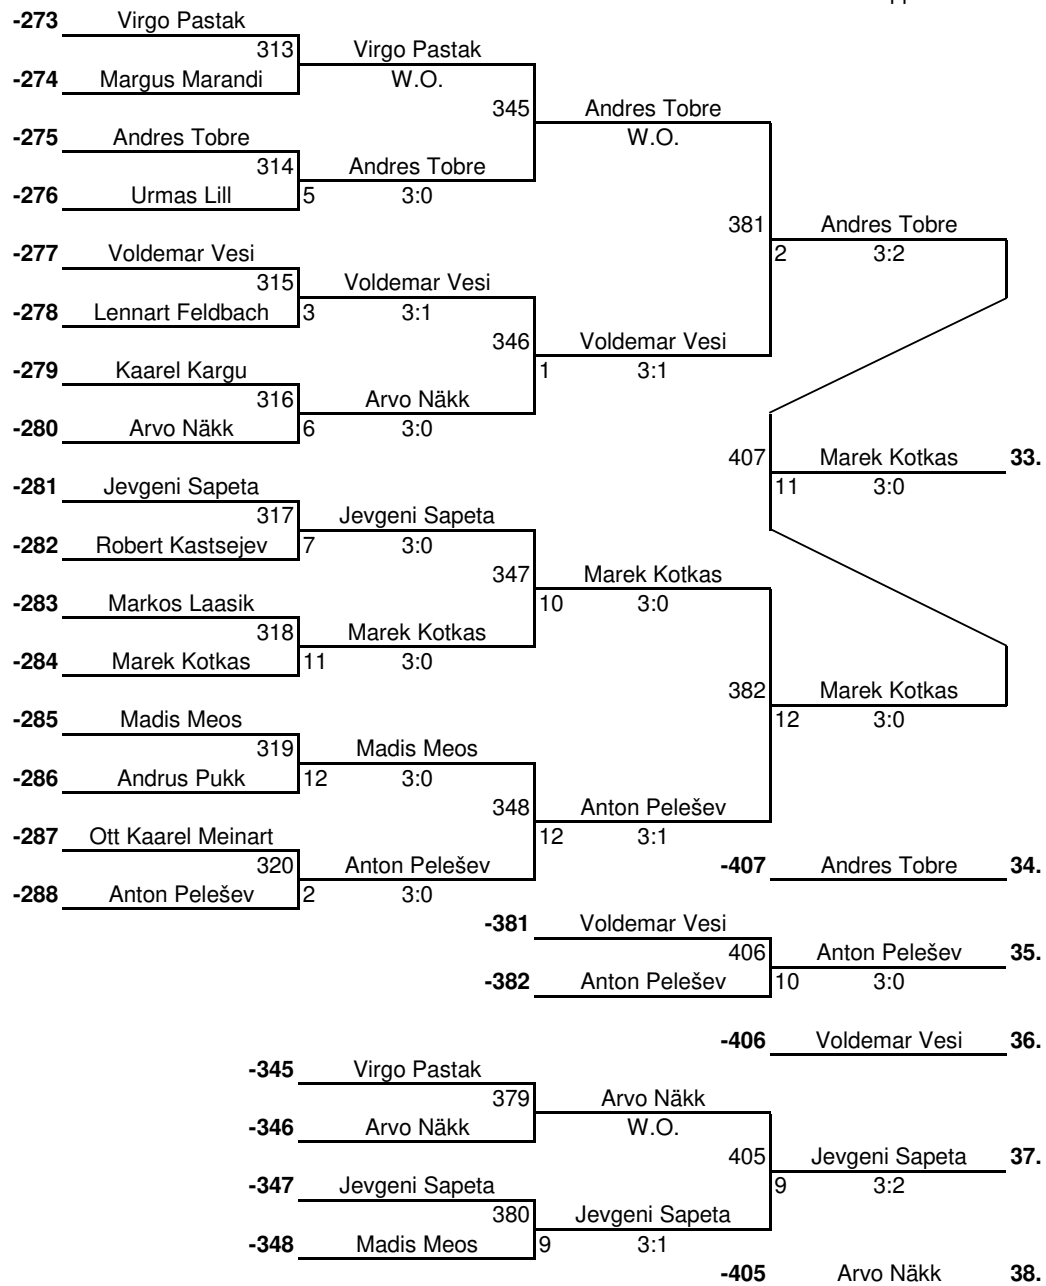 pp
-273 Virgo Pastak
313 Virgo Pastak
-274 Margus Marandi W.O.
345 Andres Tobre
-275 Andres Tobre W.O.
314 Andres Tobre
-276 Urmas Lill 5 3:0
381 Andres Tobre
-277 Voldemar Vesi 2 3:2
315 Voldemar Vesi
-278 Lennart Feldbach 3 3:1
346 Voldemar Vesi
-279 Kaarel Kargu 1 3:1
316 Arvo Näkk
-280 Arvo Näkk 6 3:0
407 Marek Kotkas 33.
-281 Jevgeni Sapeta 11 3:0
317 Jevgeni Sapeta
-282 Robert Kastsejev 7 3:0
347 Marek Kotkas
-283 Markos Laasik 10 3:0
318 Marek Kotkas
-284 Marek Kotkas 11 3:0
382 Marek Kotkas
-285 Madis Meos 12 3:0
319 Madis Meos
-286 Andrus Pukk 12 3:0
348 Anton Pelešev
-287 Ott Kaarel Meinart 12 3:1
320 Anton Pelešev -407 Andres Tobre 34.
-288 Anton Pelešev 2 3:0
-381 Voldemar Vesi
406 Anton Pelešev 35.
-382 Anton Pelešev 10 3:0
-406 Voldemar Vesi 36.
-345 Virgo Pastak
379 Arvo Näkk
-346 Arvo Näkk W.O.
405 Jevgeni Sapeta 37.
-347 Jevgeni Sapeta 9 3:2
380 Jevgeni Sapeta
-348 Madis Meos 9 3:1
-405 Arvo Näkk 38.